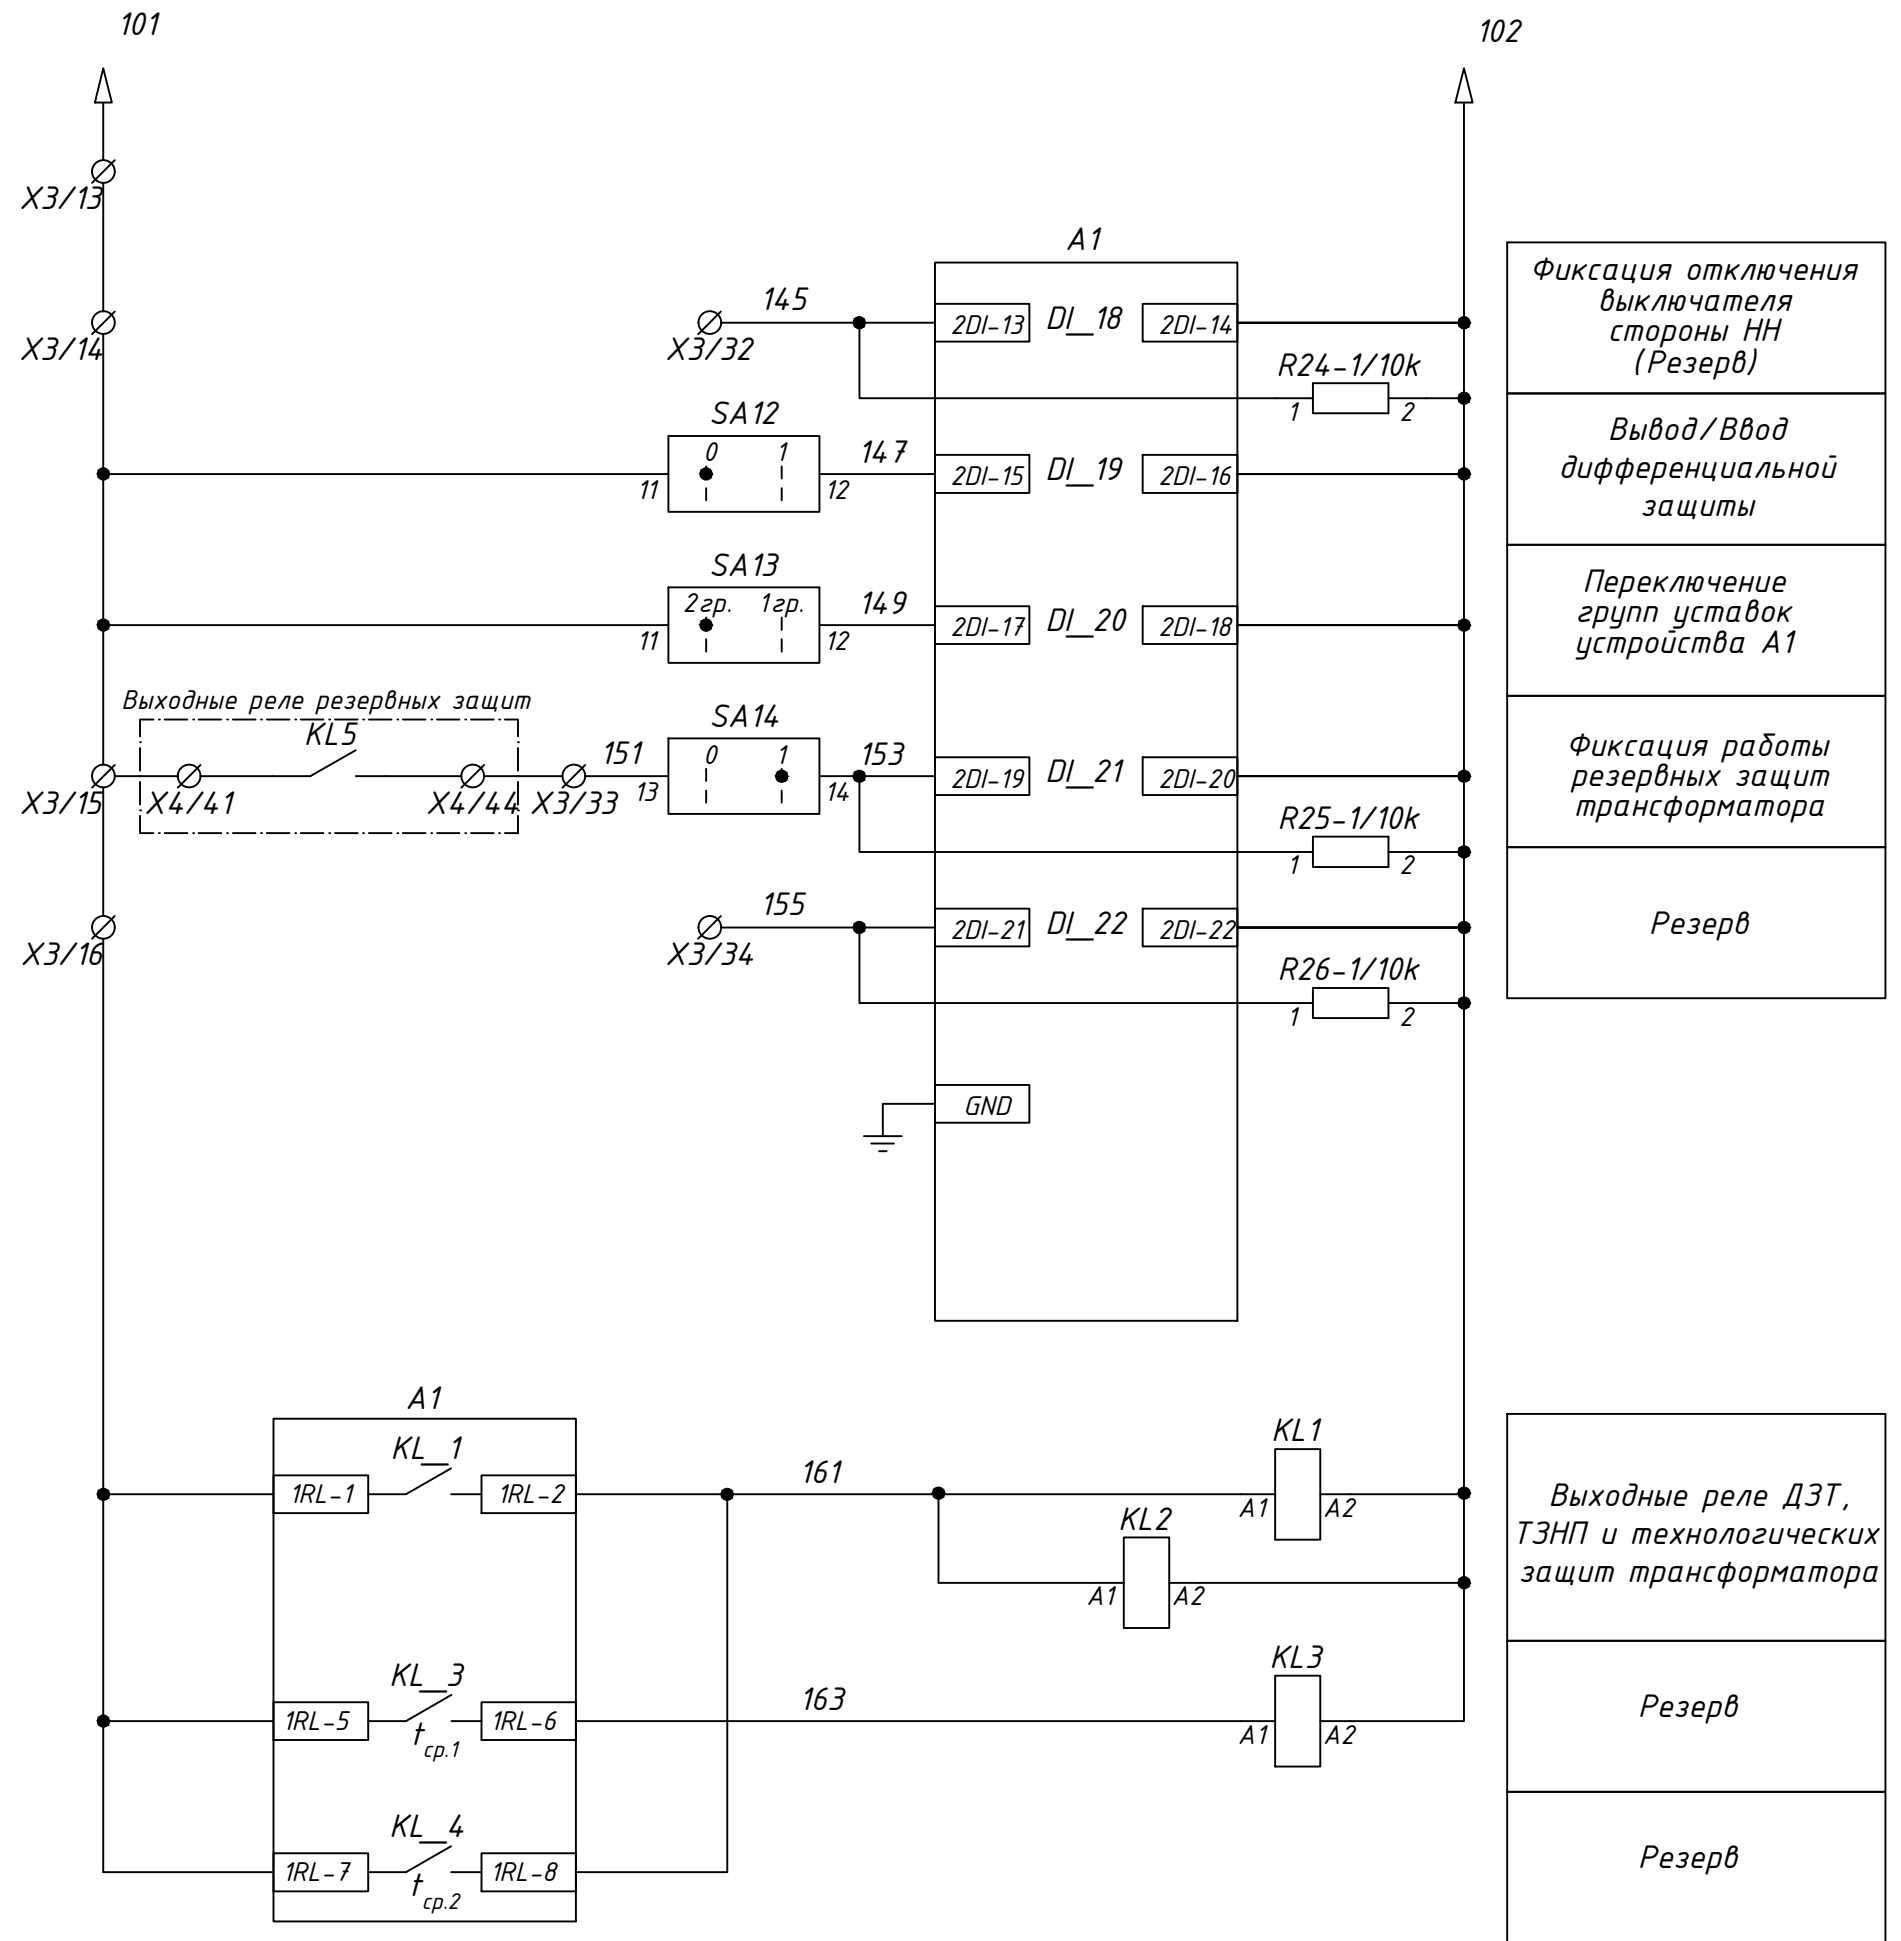 101
102
X3/13
A1
X3/14
X3/32
145
2DI-13
DI_18
2DI-14
R24-1/10k
1
2
Фиксация отключения
выключателя
стороны НН
(Резерв)
SA12
0
1
11
12
147
2DI-15
DI_19
2DI-16
Вывод/Ввод
дифференциальной
защиты
SA13
2гр.
1гр.
11
12
149
2DI-17
DI_20
2DI-18
Переключение
групп уставок
устройства А1
Выходные реле резервных защит
KL5
X3/15
X4/41
X4/44
X3/33
151
SA14
0
1
13
14
153
2DI-19
DI_21
2DI-20
R25-1/10k
1
2
Фиксация работы
резервных защит
трансформатора
X3/16
X3/34
155
2DI-21
DI_22
2DI-22
R26-1/10k
1
2
Резерв
GND
A1
KL_1
1RL-1
1RL-2
161
KL1
A1
A2
KL2
A1
A2
Выходные реле ДЗТ,
ТЗНП и технологических
защит трансформатора
KL_3
1RL-5
tср.1
1RL-6
163
KL3
A1
A2
Резерв
KL_4
1RL-7
tср.2
1RL-8
Резерв